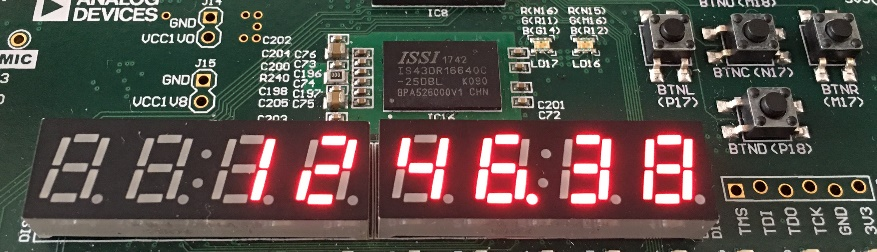 ANALOG
DEVICES
J14
GND
VCC1V0
J15
GND
VCC1V8
C202
C204 C76
C200 C73
R240 C196
C74
C198 C197
C205 C75
C203
IC8
ISSI 1742
IS43DR16640C
-25DBL K080
BPA526000V1 CHN
IC16
C201
C72
R(N16) R(N15)
G(R11) G(M16)
B(G14) B(R12)
LD17 LD16
BTNU(M18)
BTNL
(P17)
BTNC(N17)
BTNR
(M17)
BTND(P18)
12 46.38
TMS
TDI
TDO
TCK
GND
3V3